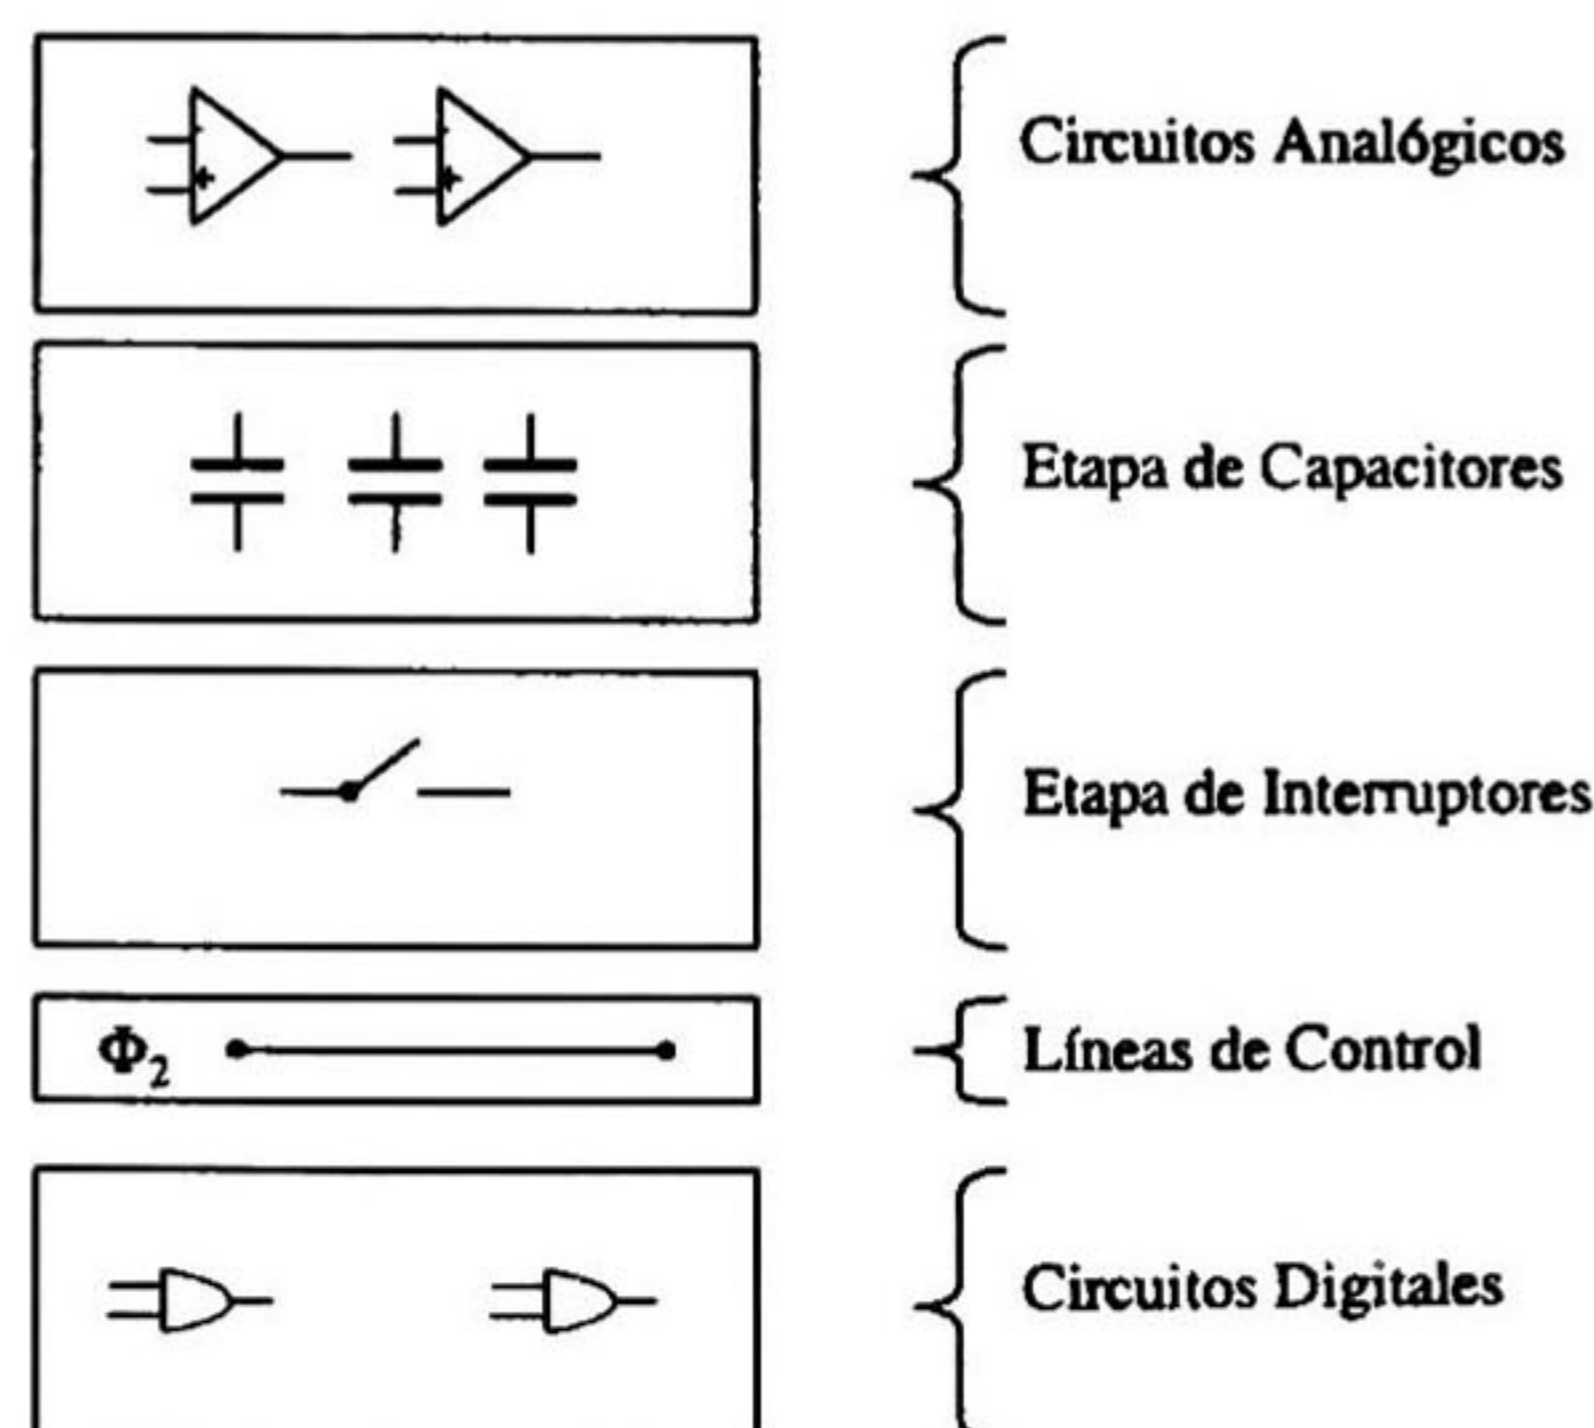 Circuitos Analógicos
Etapa de Capacitores
Etapa de Interruptores
Φ2
Líneas de Control
Circuitos Digitales